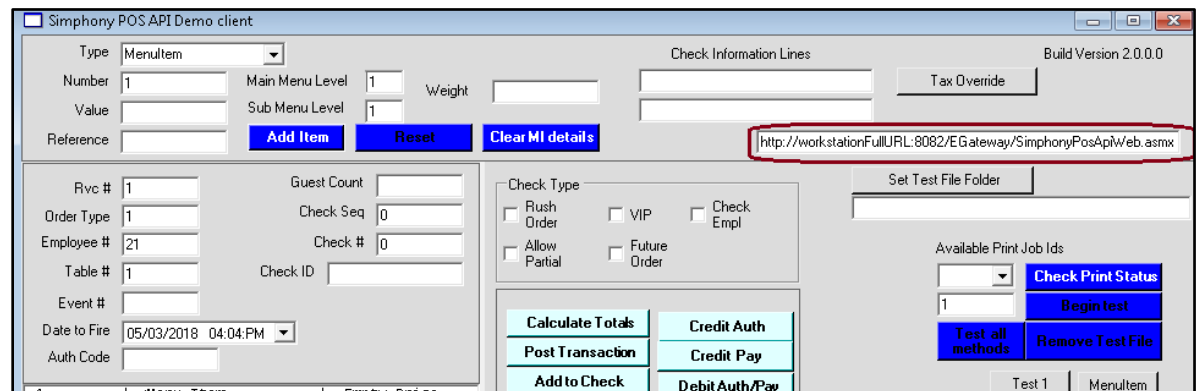 Simphony POS API Demo client
Type MenuItem Check Information Lines Build Version 2.0.0.0
Number 1 Main Menu Level 1 Weight Tax Override
Value Sub Menu Level 1
Reference Add Item Reset Clear MI details http://workstationFullURL:8082/EGateway/SimphonyPosApiWeb.asmx
Rvc # 1 Guest Count Check Type Set Test File Folder
Order Type 1 Check Seq 0 Rush Order VIP Check Empl
Employee # 21 Check # 0 Allow Partial Future Order Available Print Job Ids
Table # 1 Check ID Check Print Status
Event # 1 Begin test
Date to Fire 05/03/2018 04:04:PM Calculate Totals Credit Auth Test all methods Remove Test File
Auth Code Post Transaction Credit Pay
Add to Check Debit Auth/Pay Test 1 MenuItem